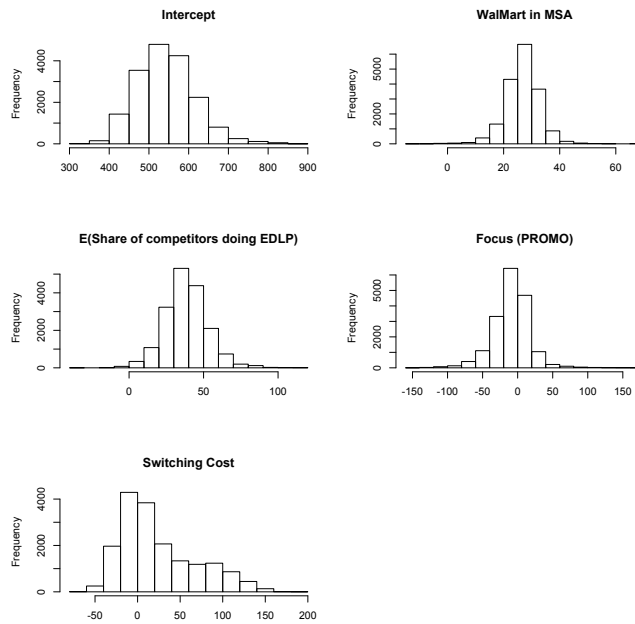 Intercept
Frequency
0 2000 4000
300 400 500 600 700 800 900
WalMart in MSA
Frequency
0 2000 6000
0 20 40 60
E(Share of competitors doing EDLP)
Frequency
0 2000 4000
0 50 100
Focus (PROMO)
Frequency
0 2000 6000
-150 -100 -50 0 50 100 150
Switching Cost
Frequency
0 2000 4000
-50 0 50 100 150 200